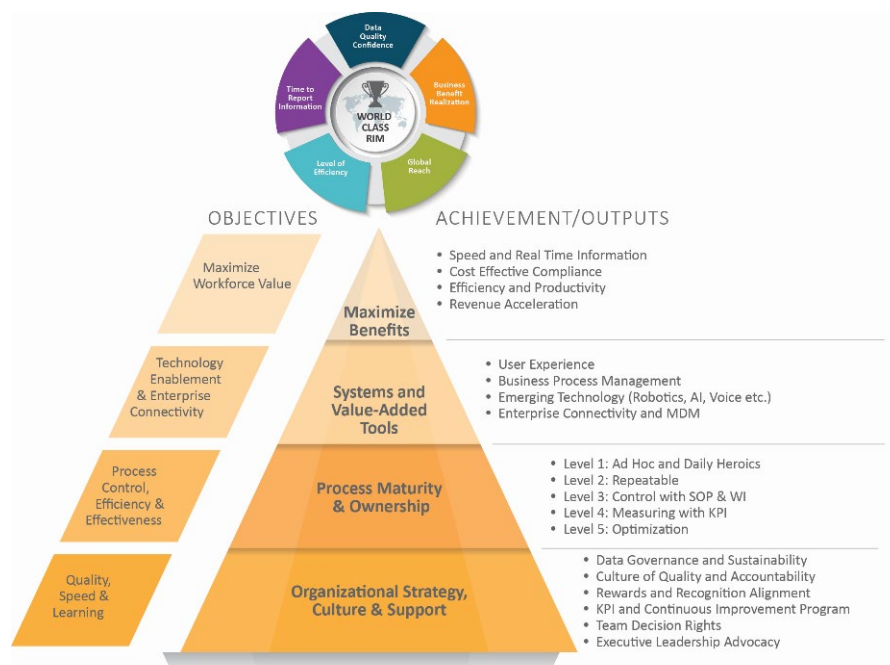 Data
Quality
Confidence
Time to
Report
Information
Business
Benefit
Realization
WORLD
CLASS
RIM
Level of
Efficiency
Global
Reach
OBJECTIVES
ACHIEVEMENT/OUTPUTS
Maximize
Workforce Value
Maximize
Benefits
• Speed and Real Time Information
• Cost Effective Compliance
• Efficiency and Productivity
• Revenue Acceleration
Technology
Enablement
& Enterprise
Connectivity
Systems and
Value-Added
Tools
• User Experience
• Business Process Management
• Emerging Technology (Robotics, AI, Voice etc.)
• Enterprise Connectivity and MDM
Process
Control,
Efficiency &
Effectiveness
Process Maturity
& Ownership
• Level 1: Ad Hoc and Daily Heroics
• Level 2: Repeatable
• Level 3: Control with SOP & WI
• Level 4: Measuring with KPI
• Level 5: Optimization
Quality,
Speed &
Learning
Organizational Strategy,
Culture & Support
• Data Governance and Sustainability
• Culture of Quality and Accountability
• Rewards and Recognition Alignment
• KPI and Continuous Improvement Program
• Team Decision Rights
• Executive Leadership Advocacy